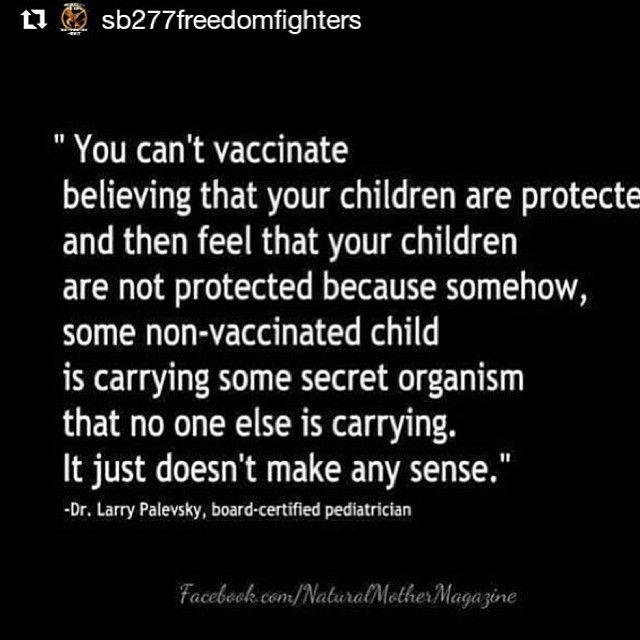 sb277freedomfighters
" You can't vaccinate
believing that your children are protecte
and then feel that your children
are not protected because somehow,
some non-vaccinated child
is carrying some secret organism
that no one else is carrying.
It just doesn't make any sense."
-Dr. Larry Palevsky, board-certified pediatrician
Facebook.com/NaturalMotherMagazine